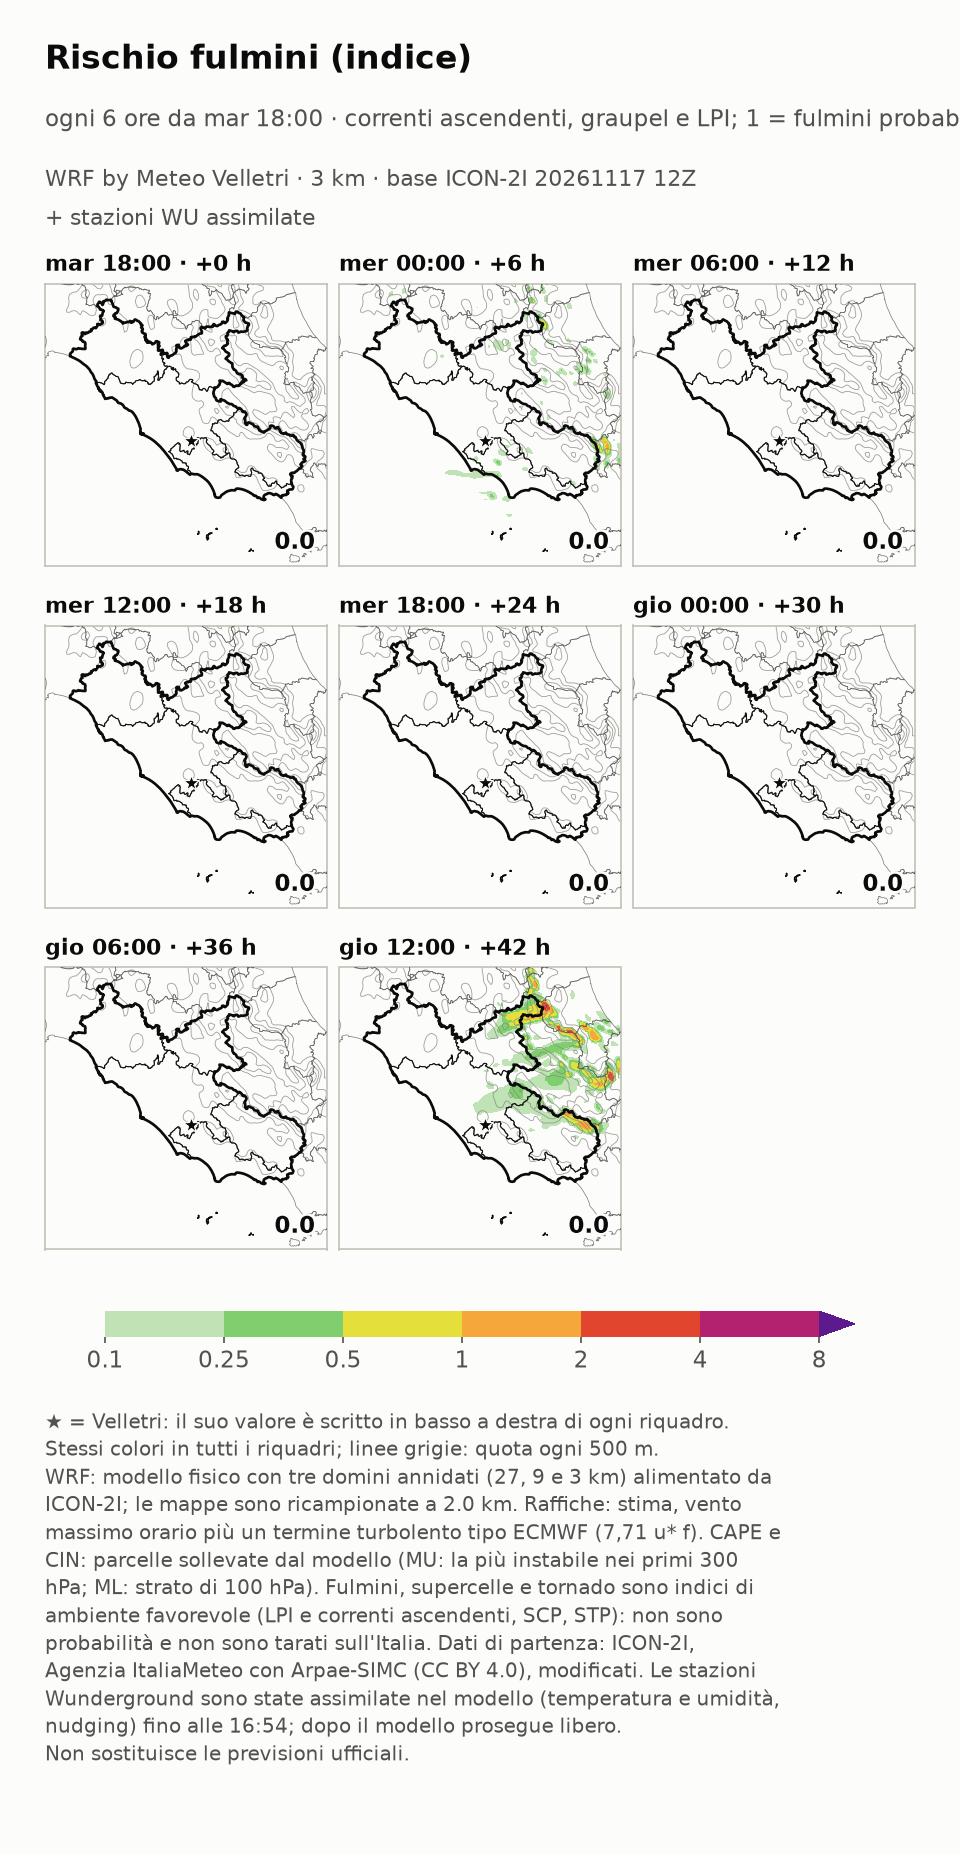 Rischio fulmini (indice)
ogni 6 ore da mar 18:00 · correnti ascendenti, graupel e LPI; 1 = fulmini probab
WRF by Meteo Velletri · 3 km · base ICON-2I 20261117 12Z
+ stazioni WU assimilate
mar 18:00 · +0 h
mer 00:00 · +6 h
mer 06:00 · +12 h
0.0
0.0
0.0
mer 12:00 · +18 h
mer 18:00 · +24 h
gio 00:00 · +30 h
0.0
0.0
0.0
gio 06:00 · +36 h
gio 12:00 · +42 h
0.0
0.0
0.1 0.25 0.5 1 2 4 8
★ = Velletri: il suo valore è scritto in basso a destra di ogni riquadro.
Stessi colori in tutti i riquadri; linee grigie: quota ogni 500 m.
WRF: modello fisico con tre domini annidati (27, 9 e 3 km) alimentato da
ICON-2I; le mappe sono ricampionate a 2.0 km. Raffiche: stima, vento
massimo orario più un termine turbolento tipo ECMWF (7,71 u* f). CAPE e
CIN: parcelle sollevate dal modello (MU: la più instabile nei primi 300
hPa; ML: strato di 100 hPa). Fulmini, supercelle e tornado sono indici di
ambiente favorevole (LPI e correnti ascendenti, SCP, STP): non sono
probabilità e non sono tarati sull'Italia. Dati di partenza: ICON-2I,
Agenzia ItaliaMeteo con Arpae-SIMC (CC BY 4.0), modificati. Le stazioni
Wunderground sono state assimilate nel modello (temperatura e umidità,
nudging) fino alle 16:54; dopo il modello prosegue libero.
Non sostituisce le previsioni ufficiali.